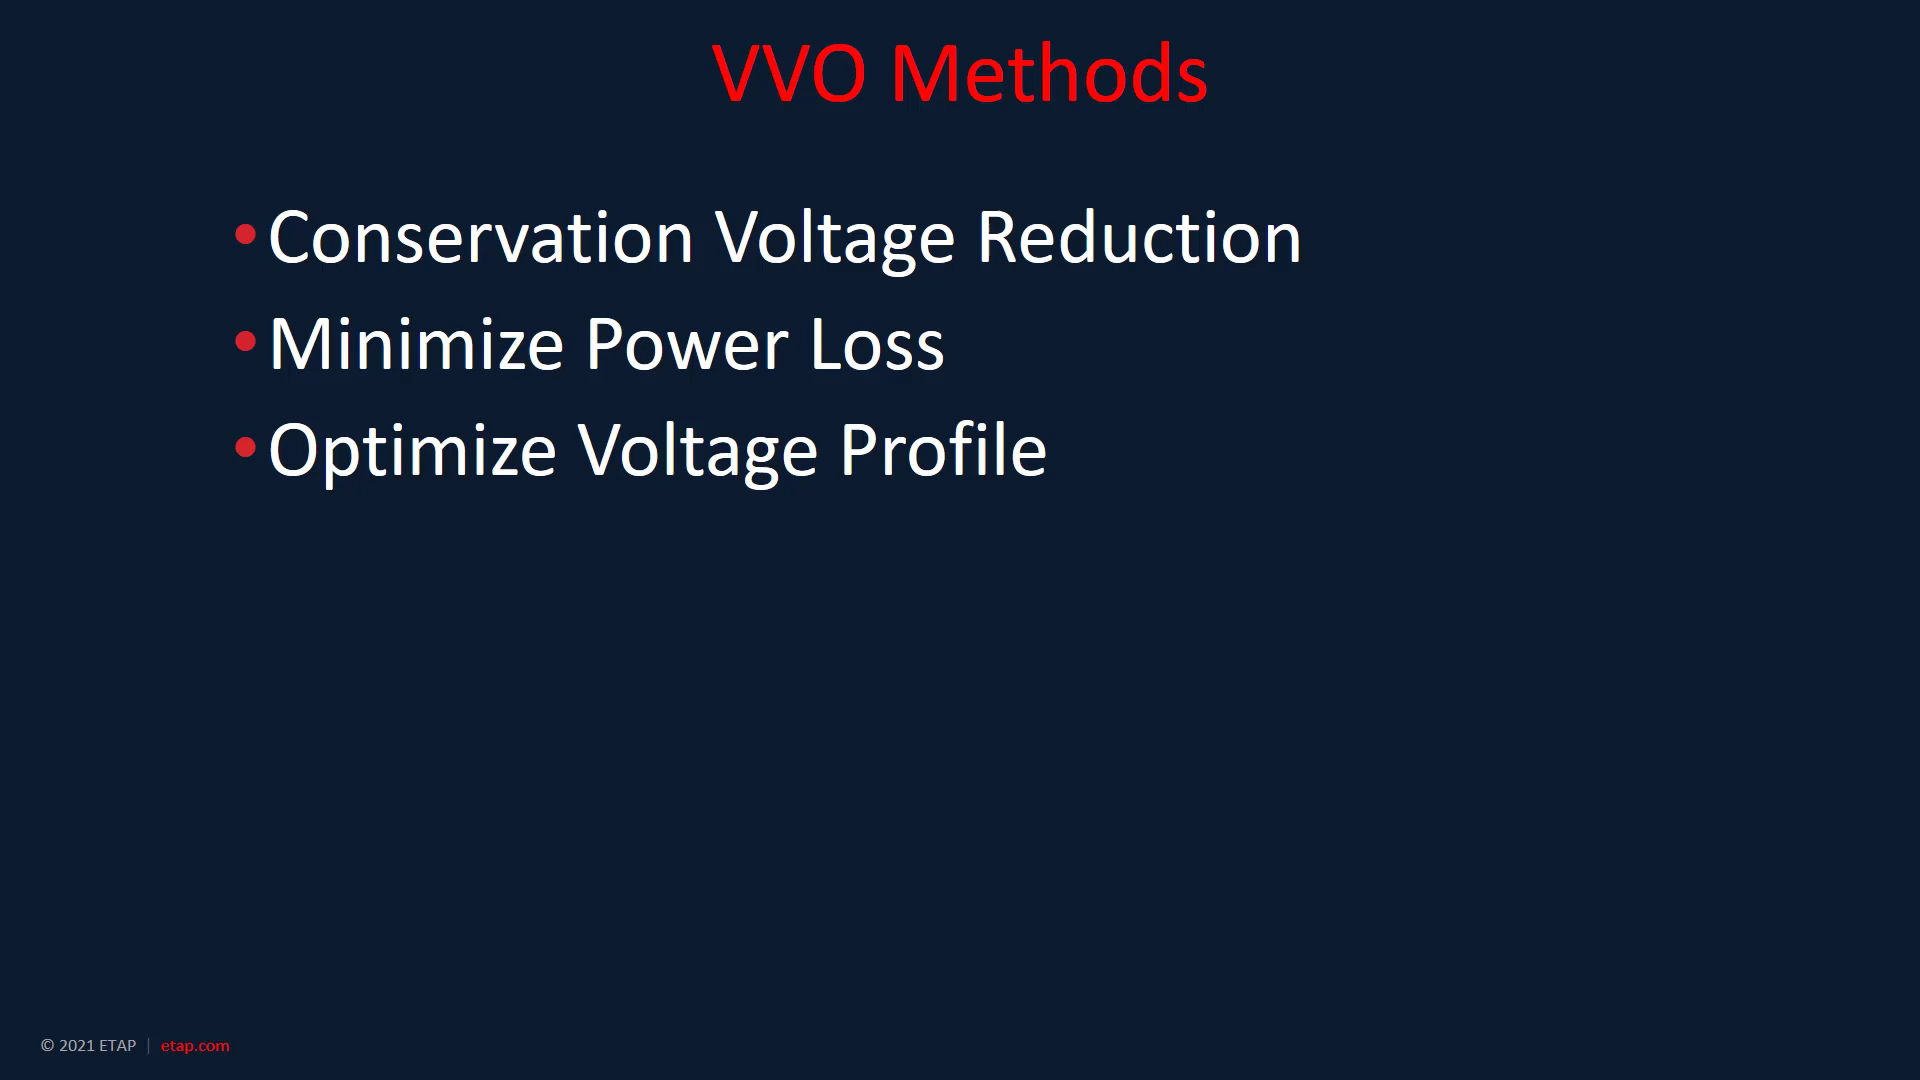 VVO Methods
• Conservation Voltage Reduction
• Minimize Power Loss
• Optimize Voltage Profile
© 2021 ETAP | etap.com